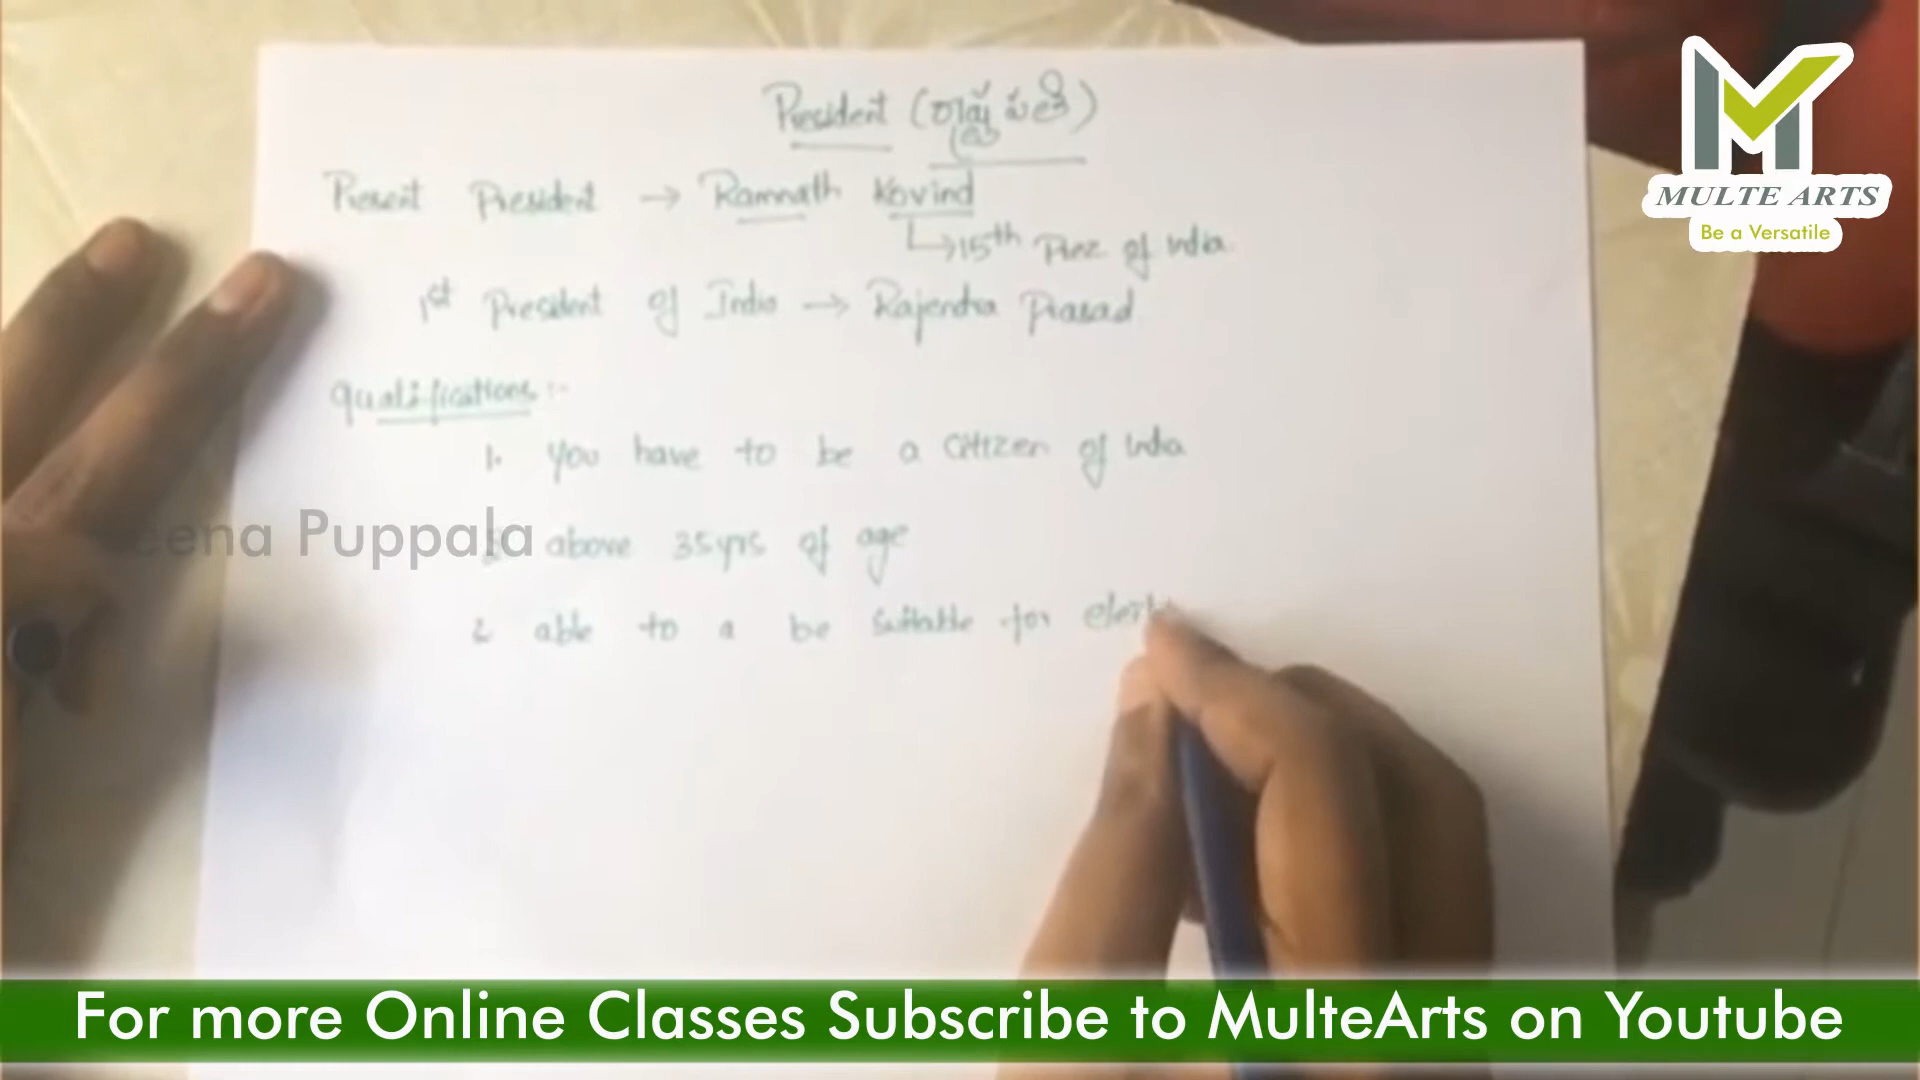 President (రాష్ట్రపతి)
Present President → Ramnath Kovind
↳ 15th Prez of India
1st President of India → Rajendra Prasad
Qualifications :-
1. you have to be a citizen of India
above 35yrs of age
able to a be suitable for
eena Puppala
MULTE ARTS
Be a Versatile
For more Online Classes Subscribe to MulteArts on Youtube